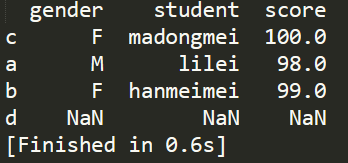 gender student score
c F madongmei 100.0
a M lilei 98.0
b F hanmeimei 99.0
d NaN NaN NaN
[Finished in 0.6s]